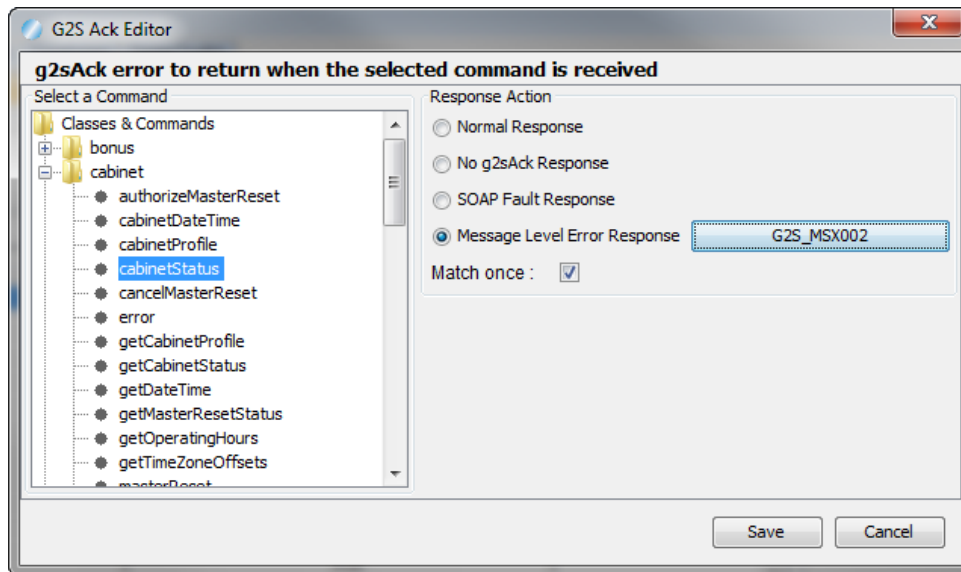 G2S Ack Editor
g2sAck error to return when the selected command is received
Select a Command
Classes & Commands
bonus
cabinet
authorizeMasterReset
cabinetDateTime
cabinetProfile
cabinetStatus
cancelMasterReset
error
getCabinetProfile
getCabinetStatus
getDateTime
getMasterResetStatus
getOperatingHours
getTimeZoneOffsets
masterReset
Response Action
Normal Response
No g2sAck Response
SOAP Fault Response
Message Level Error Response G2S_MSX002
Match once :
Save Cancel